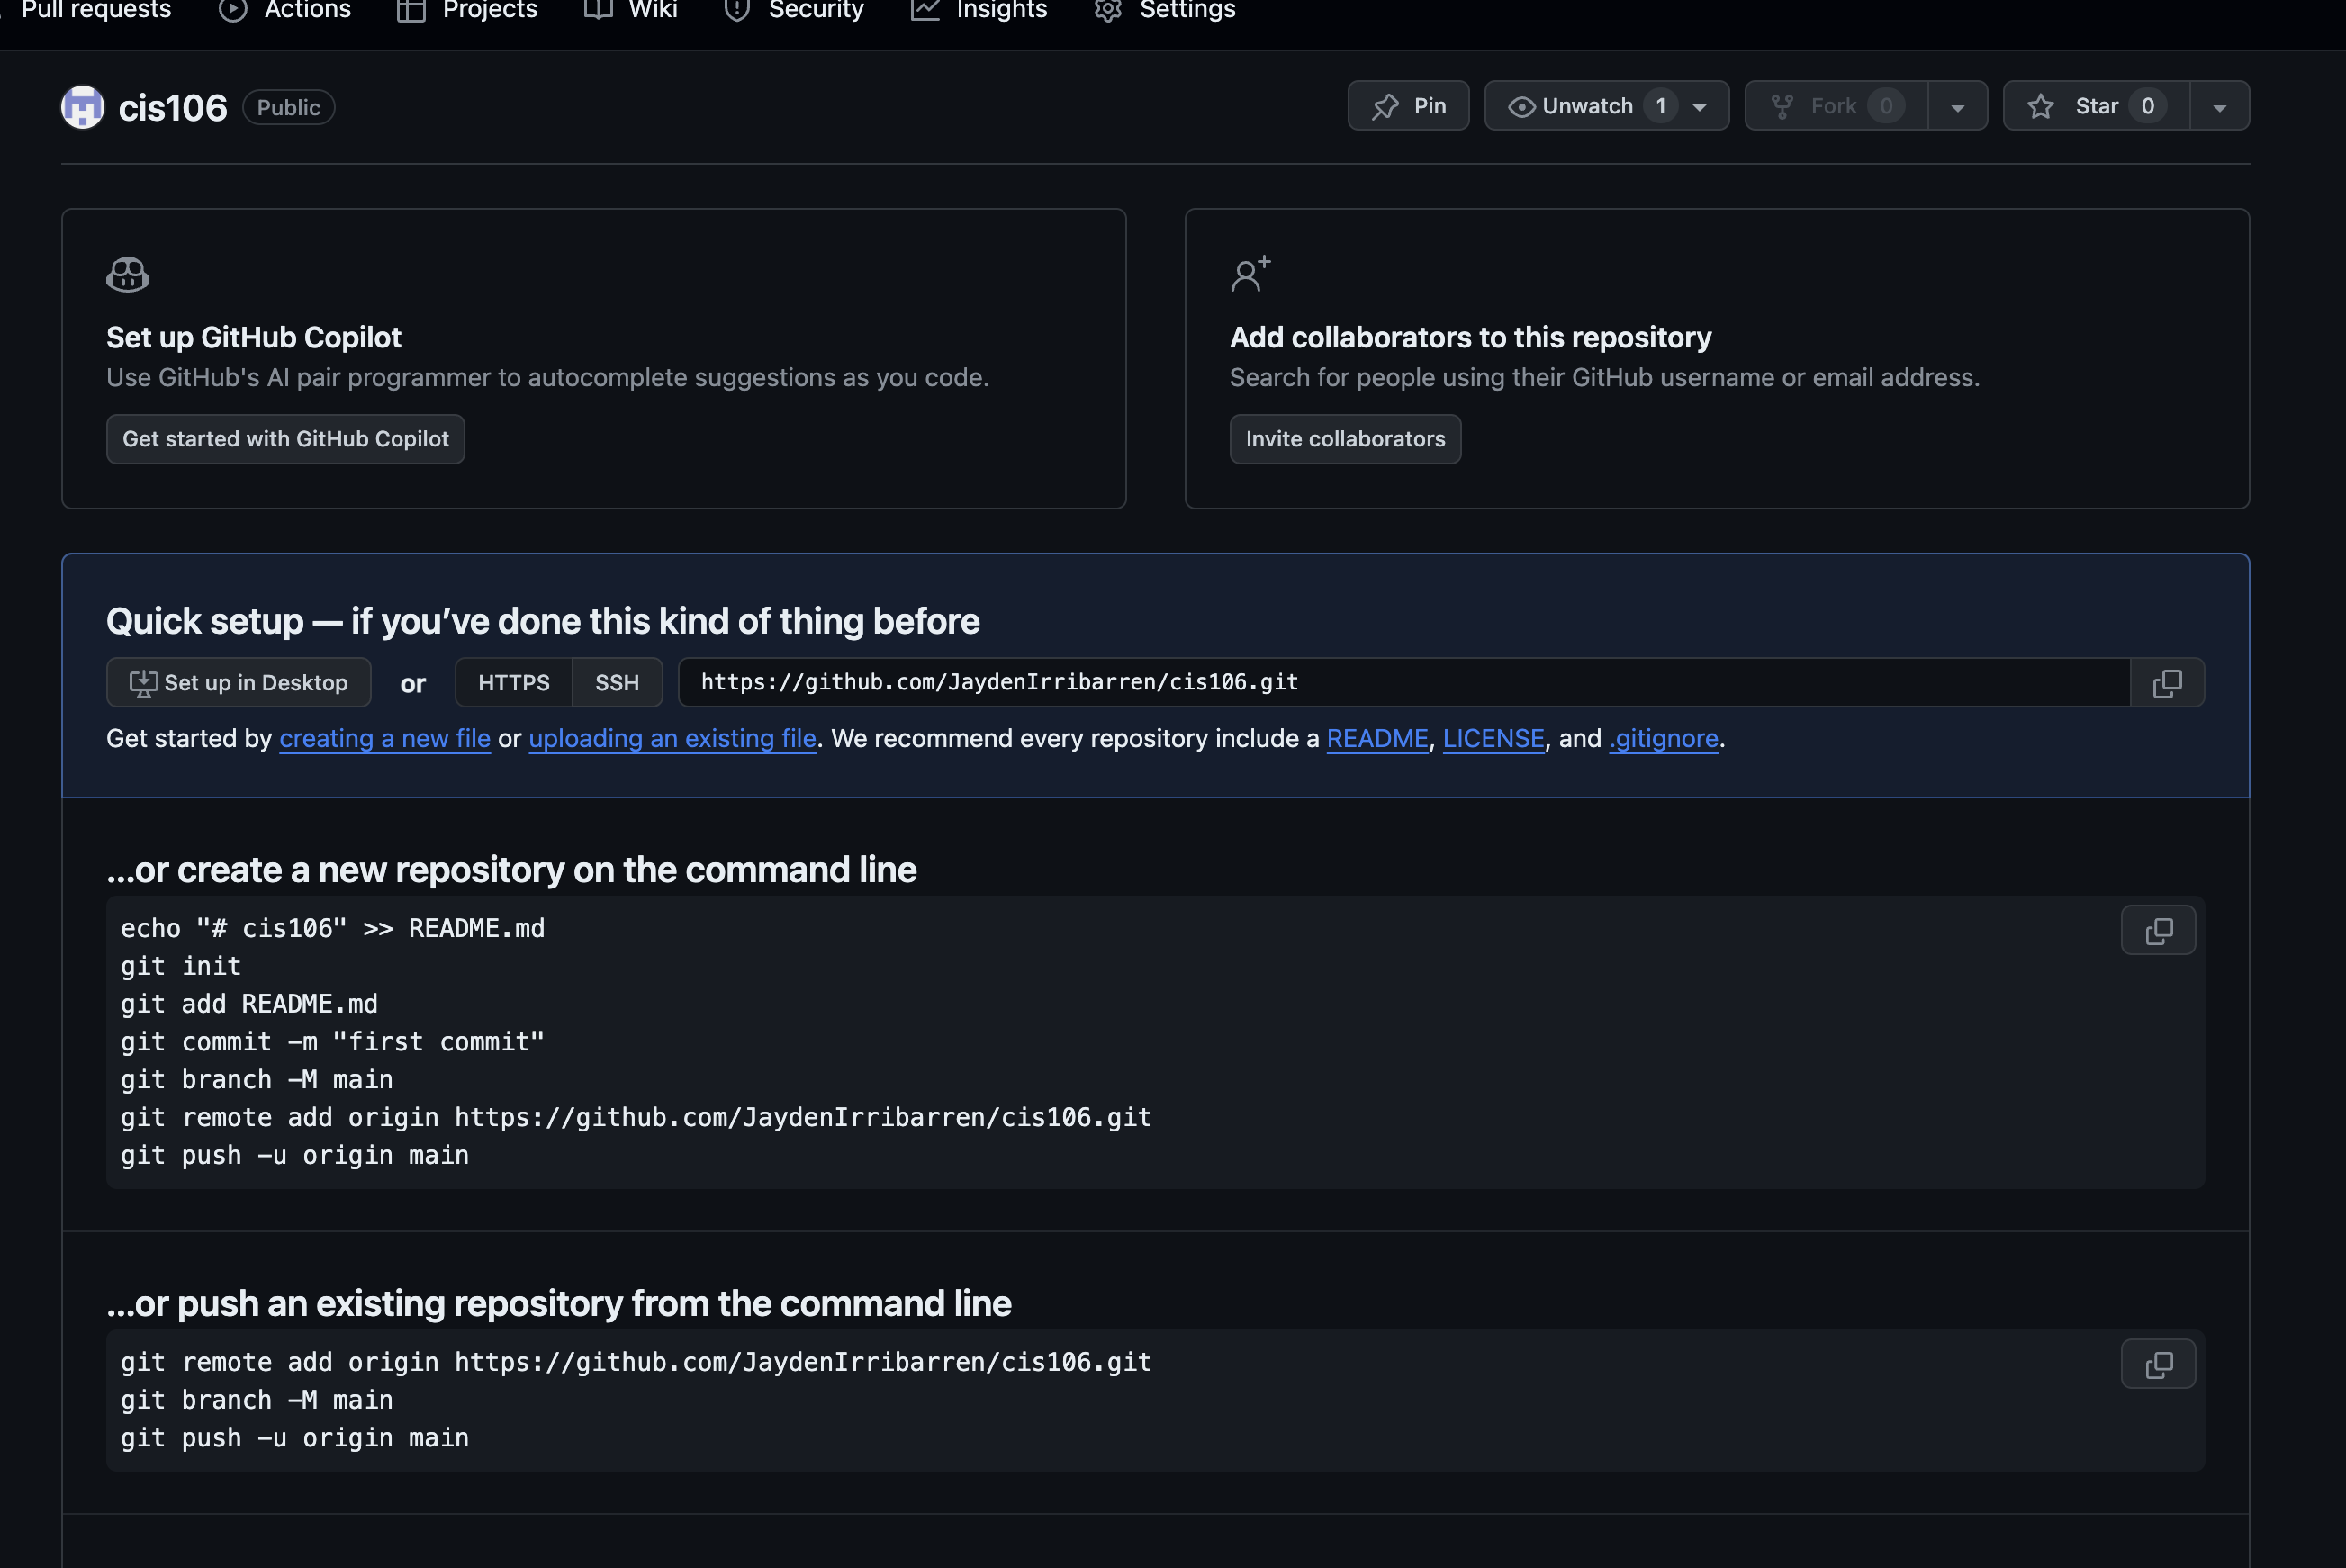 Pull requests Actions Projects Wiki Security Insights Settings
cis106 Public Pin Unwatch 1 Fork 0 Star 0
Set up GitHub Copilot
Use GitHub's AI pair programmer to autocomplete suggestions as you code.
Get started with GitHub Copilot
Add collaborators to this repository
Search for people using their GitHub username or email address.
Invite collaborators
Quick setup — if you’ve done this kind of thing before
Set up in Desktop or HTTPS SSH https://github.com/JaydenIrribarren/cis106.git
Get started by creating a new file or uploading an existing file. We recommend every repository include a README, LICENSE, and .gitignore.
…or create a new repository on the command line
echo "# cis106" >> README.md
git init
git add README.md
git commit -m "first commit"
git branch -M main
git remote add origin https://github.com/JaydenIrribarren/cis106.git
git push -u origin main
…or push an existing repository from the command line
git remote add origin https://github.com/JaydenIrribarren/cis106.git
git branch -M main
git push -u origin main